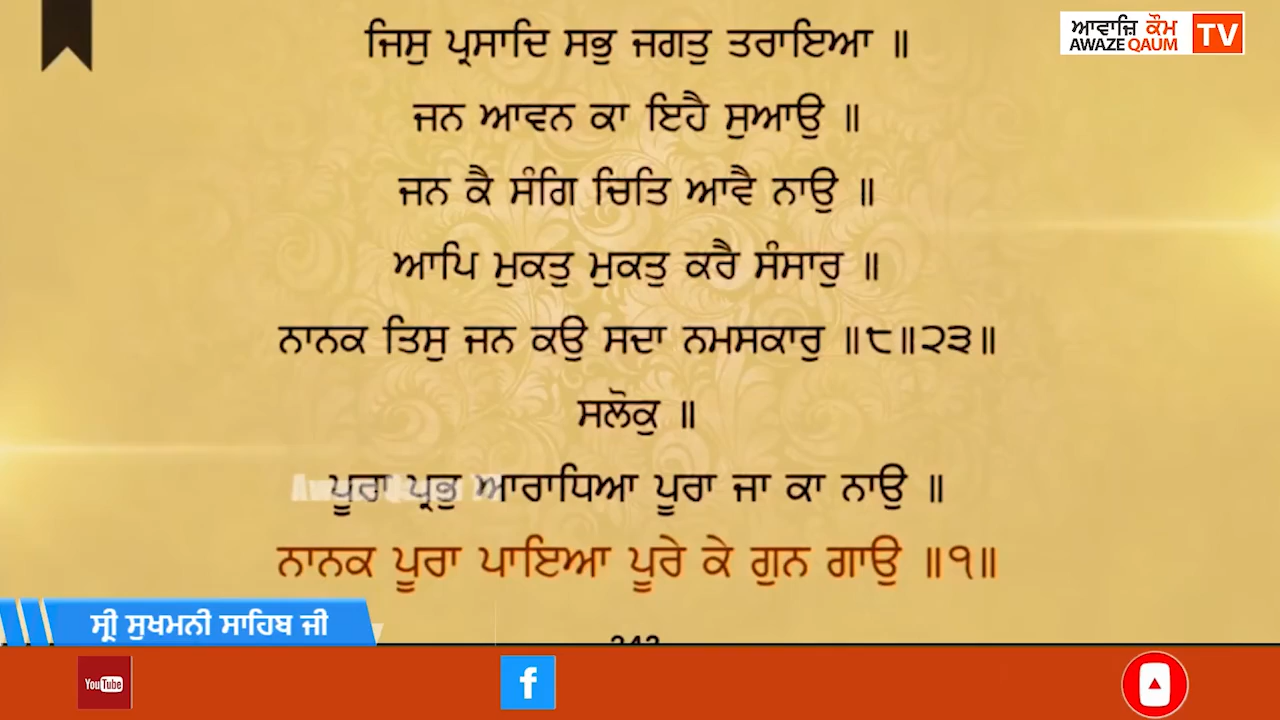 ਆਵਾਜ਼ਿ ਕੌਮ
AWAZE QAUM TV
ਜਿਸੁ ਪ੍ਰਸਾਦਿ ਸਭੁ ਜਗਤੁ ਤਰਾਇਆ ॥
ਜਨ ਆਵਨ ਕਾ ਇਹੈ ਸੁਆਉ ॥
ਜਨ ਕੈ ਸੰਗਿ ਚਿਤਿ ਆਵੈ ਨਾਉ ॥
ਆਪਿ ਮੁਕਤੁ ਮੁਕਤੁ ਕਰੈ ਸੰਸਾਰੁ ॥
ਨਾਨਕ ਤਿਸੁ ਜਨ ਕਉ ਸਦਾ ਨਮਸਕਾਰੁ ॥੮॥੨੩॥
ਸਲੋਕੁ ॥
ਪੂਰਾ ਪ੍ਰਭੁ ਆਰਾਧਿਆ ਪੂਰਾ ਜਾ ਕਾ ਨਾਉ ॥
ਨਾਨਕ ਪੂਰਾ ਪਾਇਆ ਪੂਰੇ ਕੇ ਗੁਨ ਗਾਉ ॥੧॥
ਸ੍ਰੀ ਸੁਖਮਨੀ ਸਾਹਿਬ ਜੀ
YouTube
f